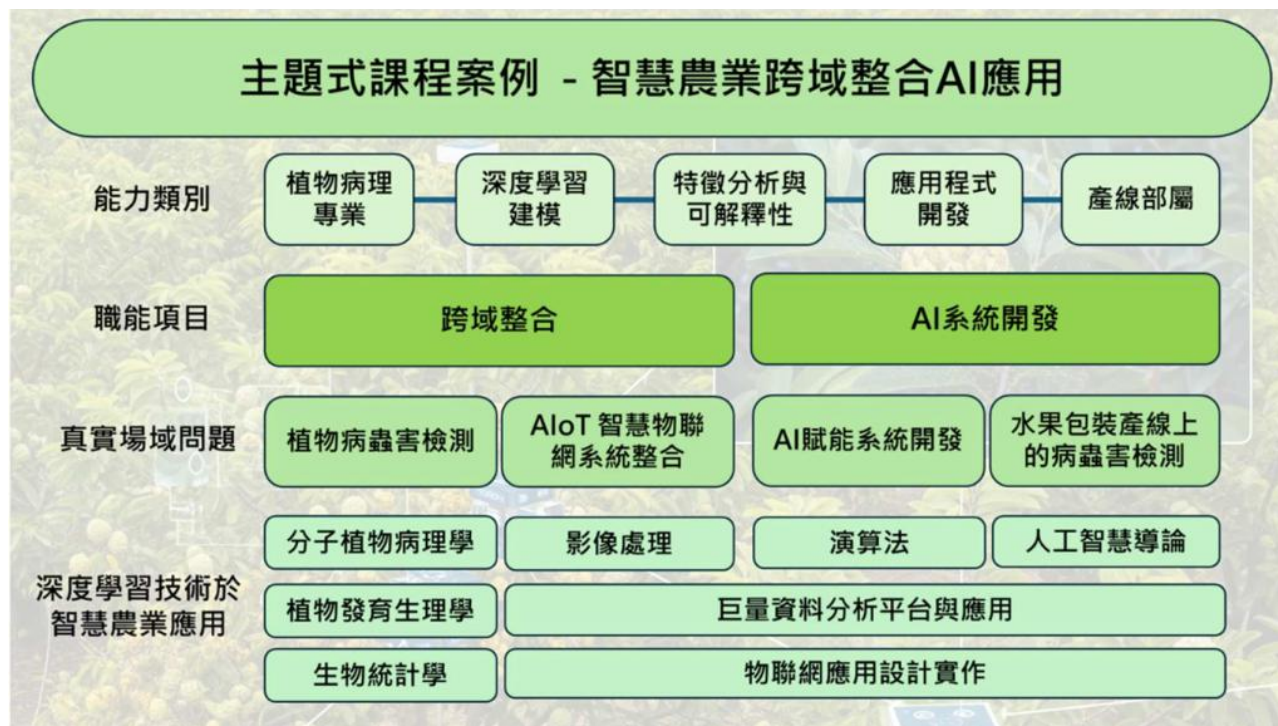 主題式課程案例 - 智慧農業跨域整合AI應用
能力類別
植物病理
專業
深度學習
建模
特徵分析與
可解釋性
應用程式
開發
產線部屬
職能項目
跨域整合
AI系統開發
真實場域問題
植物病蟲害檢測
AIoT 智慧物聯
網系統整合
AI賦能系統開發
水果包裝產線上
的病蟲害檢測
深度學習技術於
智慧農業應用
分子植物病理學
影像處理
演算法
人工智慧導論
植物發育生理學
巨量資料分析平台與應用
生物統計學
物聯網應用設計實作